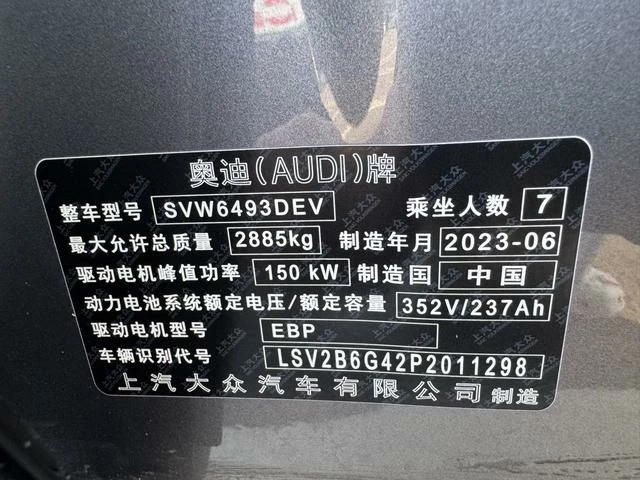 奥迪(AUDI)牌
整车型号 SVW6493DEV 乘坐人数 7
最大允许总质量 2885kg 制造年月 2023-06
驱动电机峰值功率 150 kW 制造国 中国
动力电池系统额定电压/额定容量 352V/237Ah
驱动电机型号 EBP
车辆识别代号 LSV2B6G42P2011298
上汽大众汽车有限公司 制造